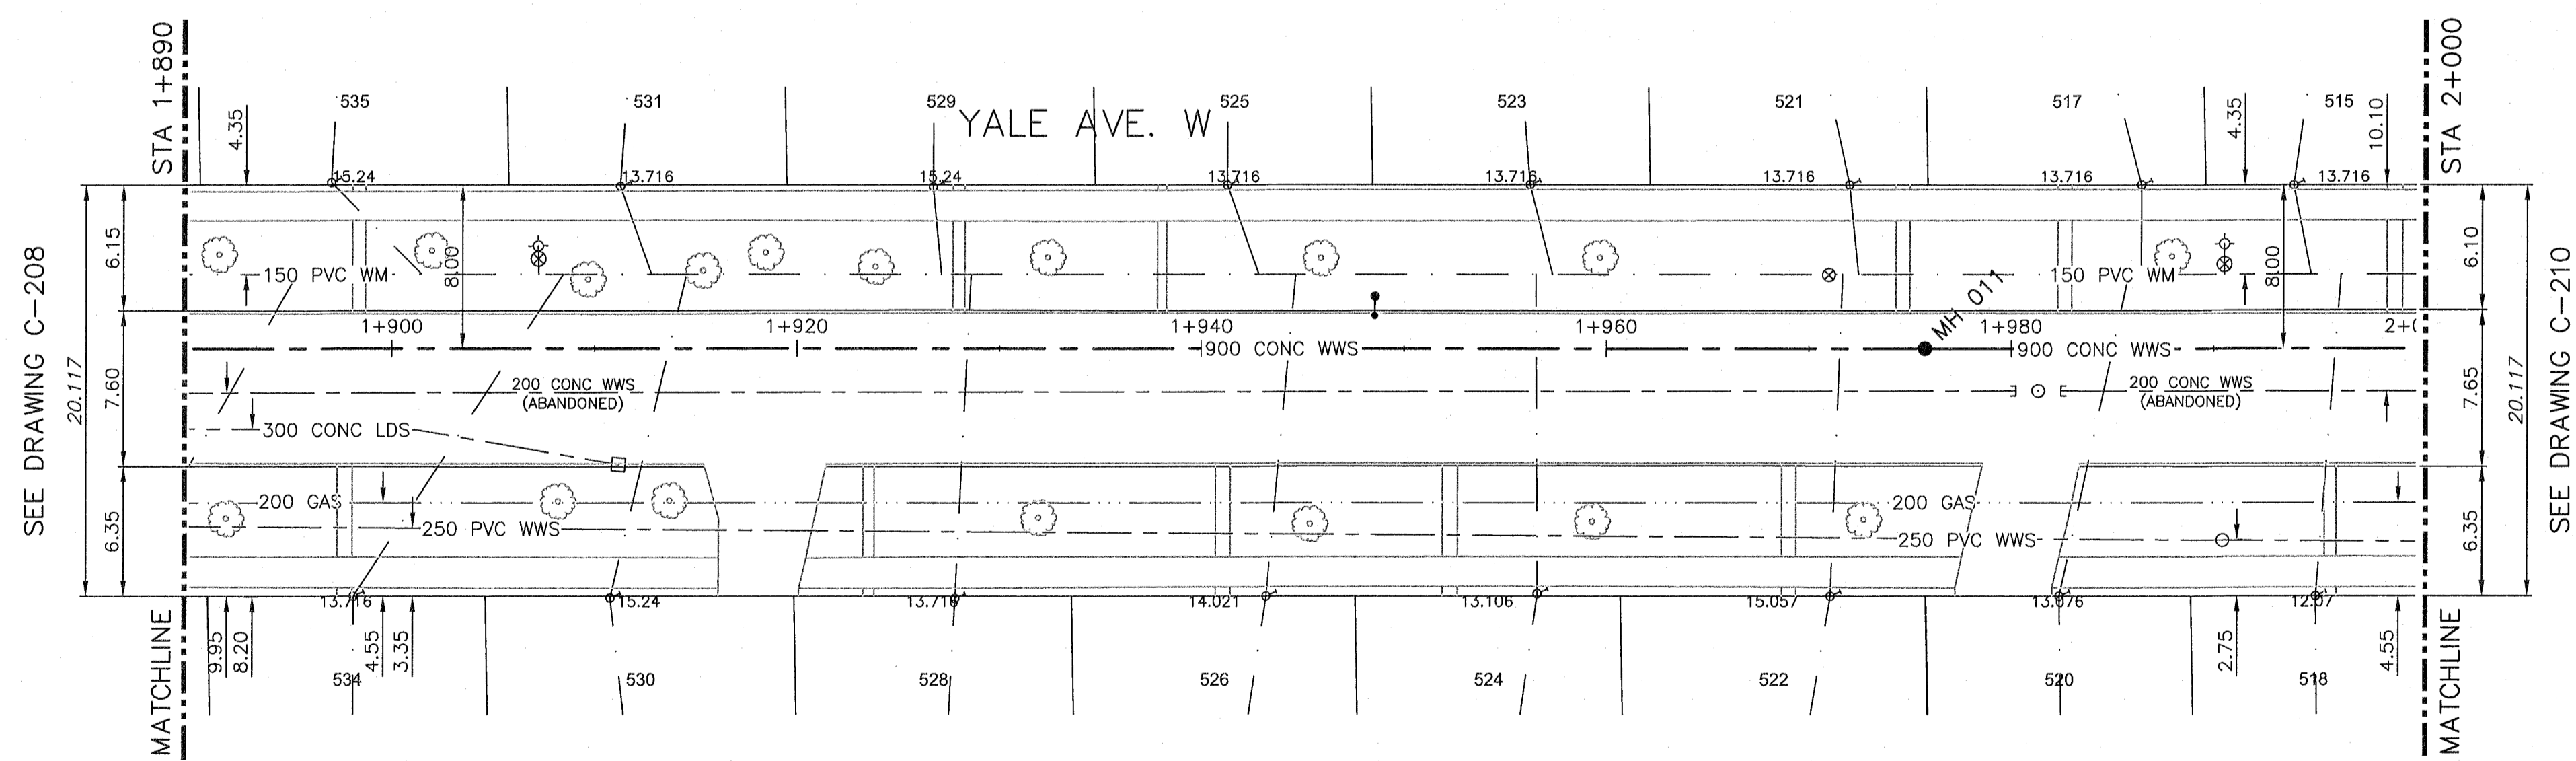 STA 1+890
STA 2+000
535
531
529
525
523
521
517
515
YALE AVE. W
4.35
4.35
10.10
15.24
13.716
15.24
13.716
13.716
13.716
13.716
13.716
SEE DRAWING C-208
SEE DRAWING C-210
20.117
6.15
7.60
6.35
8.00
8.00
6.10
7.65
6.35
20.117
150 PVC WM
150 PVC WM
MH 011
1+900
1+920
1+940
1+960
1+980
900 CONC WWS
900 CONC WWS
200 CONC WWS
(ABANDONED)
200 CONC WWS
(ABANDONED)
300 CONC LDS
200 GAS
200 GAS
250 PVC WWS
250 PVC WWS
13.716
15.24
13.716
14.021
13.106
15.057
12.07
9.95
8.20
4.55
3.35
2.75
4.55
534
530
528
526
524
522
520
518
MATCHLINE
MATCHLINE